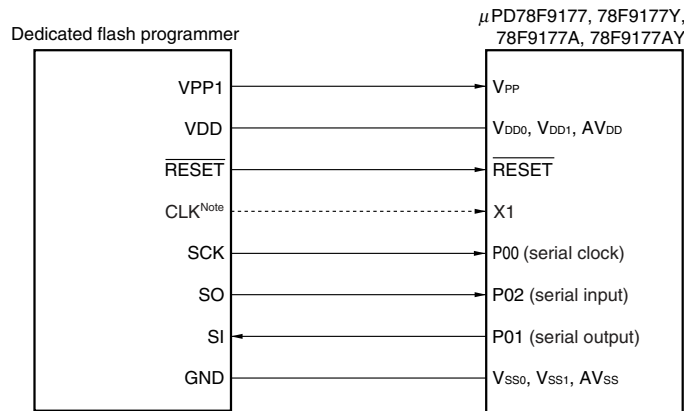 μPD78F9177, 78F9177Y,
Dedicated flash programmer
78F9177A, 78F9177AY
VPP1
VPP
VDD
VDD0, VDD1, AVDD
RESET
RESET
CLKNote
X1
SCK
P00 (serial clock)
SO
P02 (serial input)
SI
P01 (serial output)
GND
VSS0, VSS1, AVSS